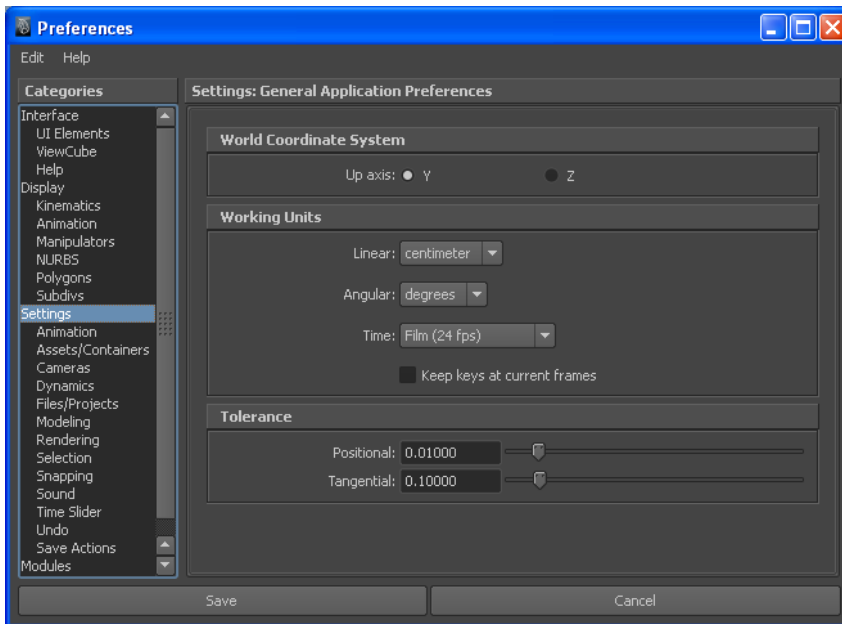 Preferences
Edit Help
Categories
Interface
UI Elements
ViewCube
Help
Display
Kinematics
Animation
Manipulators
NURBS
Polygons
Subdivs
Settings
Animation
Assets/Containers
Cameras
Dynamics
Files/Projects
Modeling
Rendering
Selection
Snapping
Sound
Time Slider
Undo
Save Actions
Modules
Settings: General Application Preferences
World Coordinate System
Up axis: Y Z
Working Units
Linear: centimeter
Angular: degrees
Time: Film (24 fps)
Keep keys at current frames
Tolerance
Positional: 0.01000
Tangential: 0.10000
Save Cancel